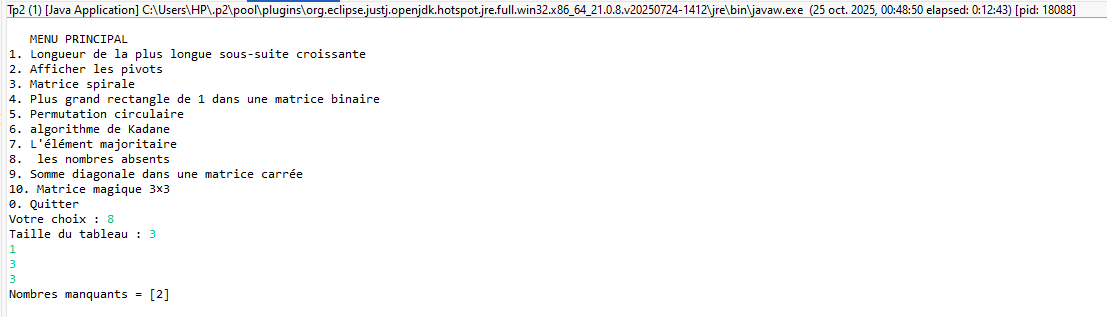 Tp2 (1) [Java Application] C:\Users\HP\.p2\pool\plugins\org.eclipse.justj.openjdk.hotspot.jre.full.win32.x86_64_21.0.8.v20250724-1412\jre\bin\javaw.exe (25 oct. 2025, 00:48:50 elapsed: 0:12:43) [pid: 18088]
MENU PRINCIPAL
1. Longueur de la plus longue sous-suite croissante
2. Afficher les pivots
3. Matrice spirale
4. Plus grand rectangle de 1 dans une matrice binaire
5. Permutation circulaire
6. algorithme de Kadane
7. L'élément majoritaire
8.  les nombres absents
9. Somme diagonale dans une matrice carrée
10. Matrice magique 3×3
0. Quitter
Votre choix : 8
Taille du tableau : 3
1
3
3
Nombres manquants = [2]